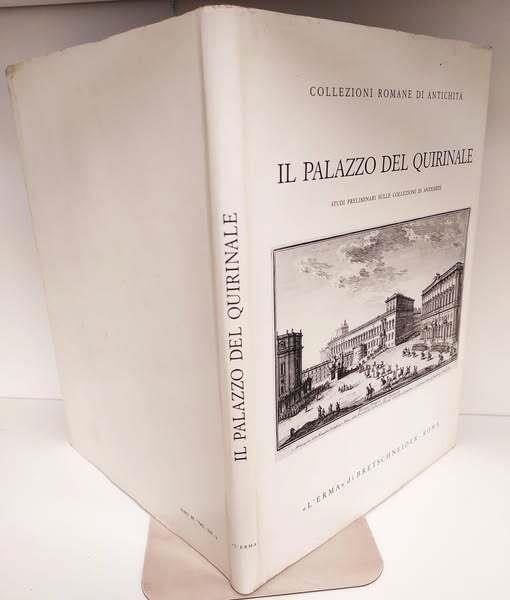 COLLEZIONI ROMANE DI ANTICHITÀ
IL PALAZZO DEL QUIRINALE
STUDI PRELIMINARI SULLE COLLEZIONI DI ANTICHITÀ
«L'ERMA» di BRETSCHNEIDER - ROMA
IL PALAZZO DEL QUIRINALE
«L'ERMA